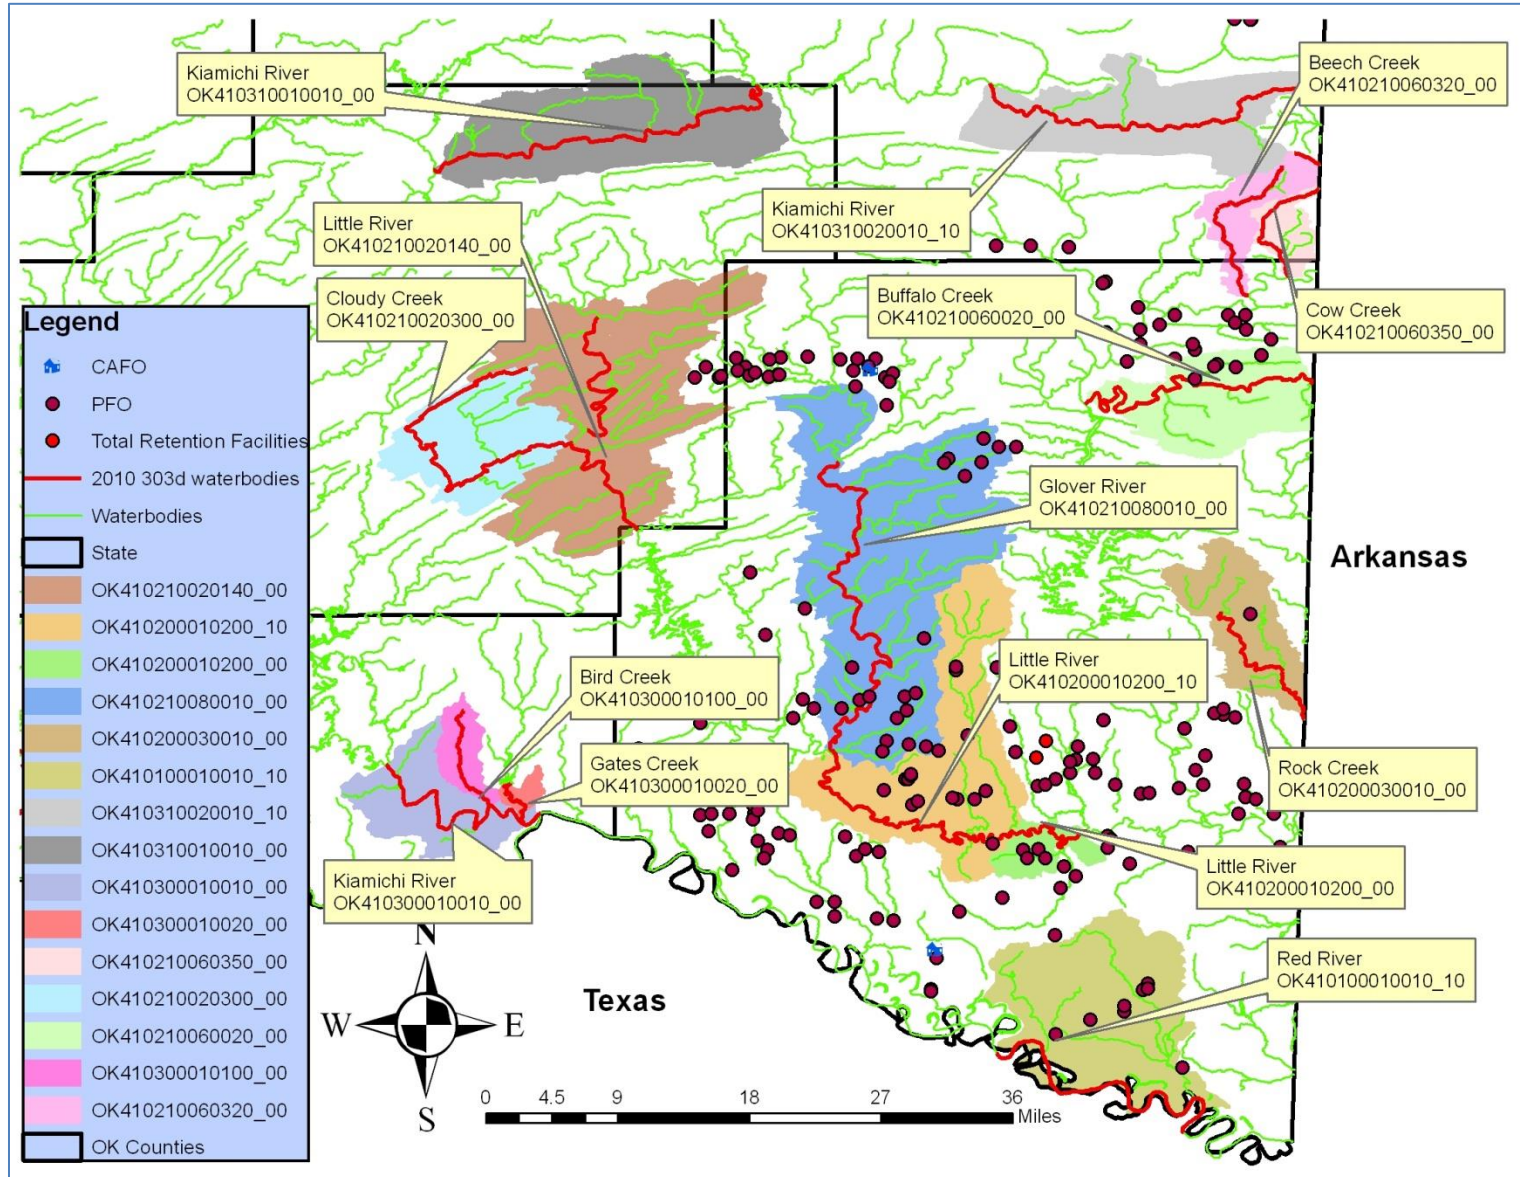 Kiamichi River
OK410310010010_00
Beech Creek
OK410210060320_00
Little River
OK410210020140_00
Kiamichi River
OK410310020010_10
Cloudy Creek
OK410210020300_00
Buffalo Creek
OK410210060020_00
Cow Creek
OK410210060350_00
Glover River
OK410210080010_00
Arkansas
Bird Creek
OK410300010100_00
Little River
OK410200010200_10
Gates Creek
OK410300010020_00
Rock Creek
OK410200030010_00
Kiamichi River
OK410300010010_00
Little River
OK410200010200_00
Red River
OK410100010010_10
Texas
Legend
CAFO
PFO
Total Retention Facilities
2010 303d waterbodies
Waterbodies
State
OK410210020140_00
OK410200010200_10
OK410200010200_00
OK410210080010_00
OK410200030010_00
OK410100010010_10
OK410310020010_10
OK410310010010_00
OK410300010010_00
OK410300010020_00
OK410210060350_00
OK410210020300_00
OK410210060020_00
OK410300010100_00
OK410210060320_00
OK Counties
N
W E
S
0 4.5 9 18 27 36
Miles